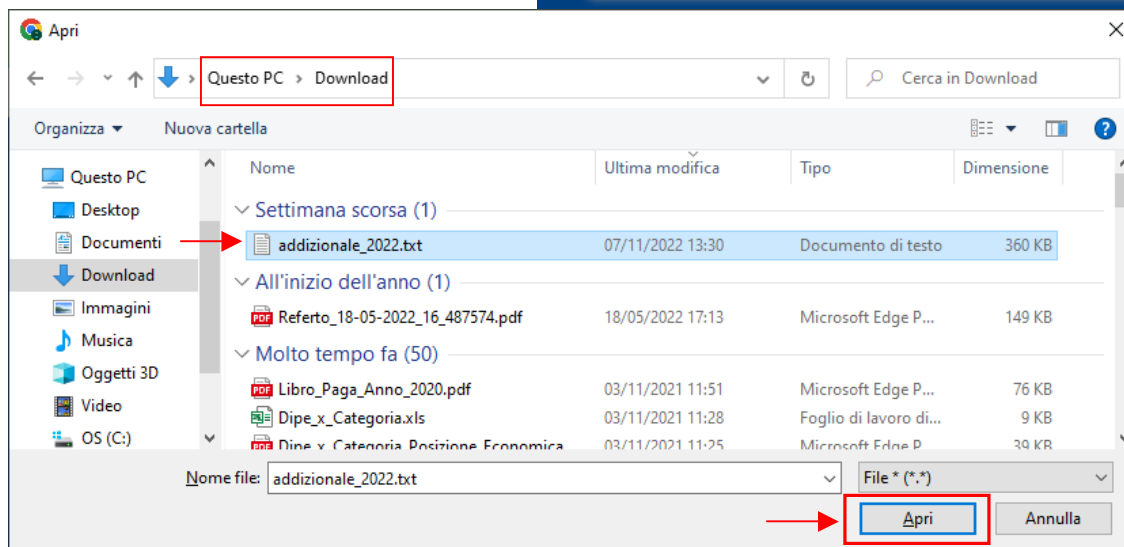 Apri
Questo PC > Download
Cerca in Download
Organizza
Nuova cartella
Nome
Ultima modifica
Tipo
Dimensione
Questo PC
Desktop
Documenti
Download
Immagini
Musica
Oggetti 3D
Video
OS (C:)
Settimana scorsa (1)
addizionale_2022.txt 07/11/2022 13:30 Documento di testo 360 KB
All'inizio dell'anno (1)
Referto_18-05-2022_16_487574.pdf 18/05/2022 17:13 Microsoft Edge P... 149 KB
Molto tempo fa (50)
Libro_Paga_Anno_2020.pdf 03/11/2021 11:51 Microsoft Edge P... 76 KB
Dipe_x_Categoria.xls 03/11/2021 11:28 Foglio di lavoro di... 9 KB
Dipe_x_Categoria_Posizione_Economica 03/11/2021 11:25 Microsoft Edge P 39 KB
Nome file: addizionale_2022.txt File * (*.*)
Apri Annulla